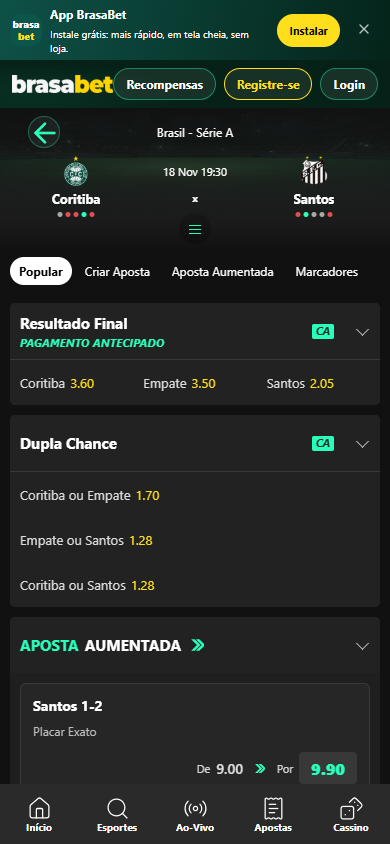 brasa
bet
App BrasaBet
Instale grátis: mais rápido, em tela cheia, sem
loja.
Instalar
brasabet
Recompensas
Registre-se
Login
Brasil - Série A
18 Nov 19:30
Coritiba
x
Santos
Popular
Criar Aposta
Aposta Aumentada
Marcadores
Resultado Final
CA
PAGAMENTO ANTECIPADO
Coritiba 3.60
Empate 3.50
Santos 2.05
Dupla Chance
CA
Coritiba ou Empate 1.70
Empate ou Santos 1.28
Coritiba ou Santos 1.28
APOSTA AUMENTADA
Santos 1-2
Placar Exato
De 9.00 Por 9.90
Início
Esportes
Ao-Vivo
Apostas
Cassino